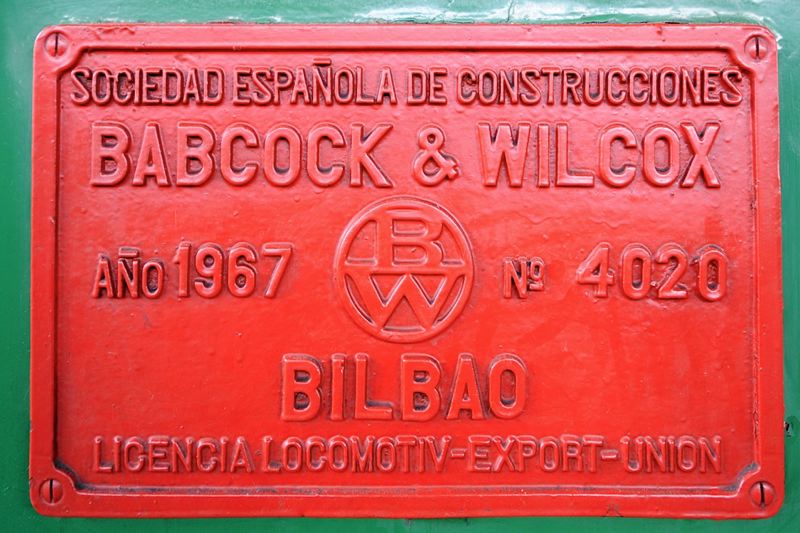 SOCIEDAD ESPAÑOLA DE CONSTRUCCIONES
BABCOCK & WILCOX
AÑO 1967 BW Nº 4020
BILBAO
LICENCIA LOCOMOTIV-EXPORT-UNION